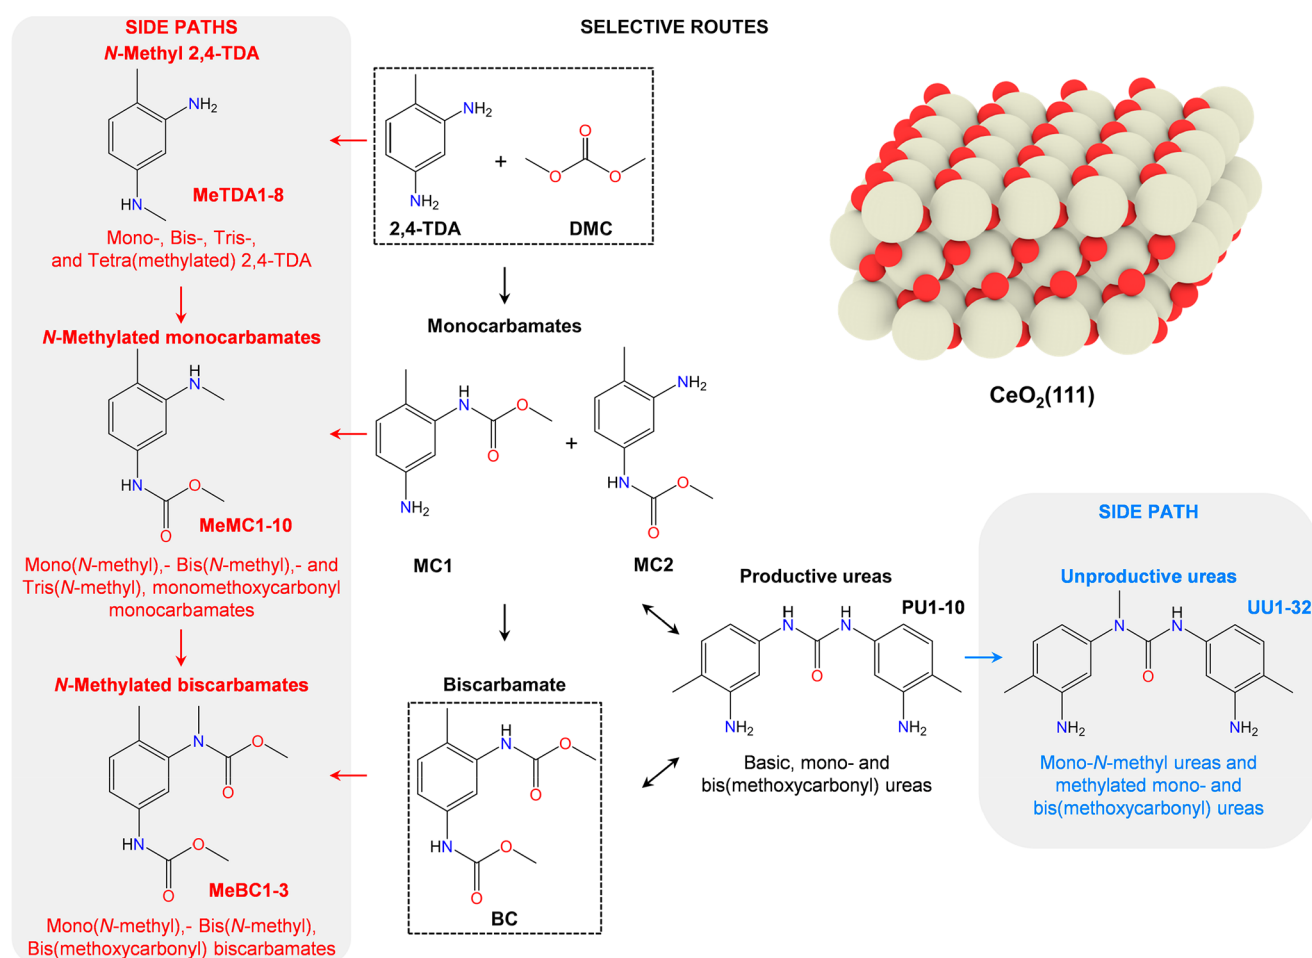 SIDE PATHS
N-Methyl 2,4-TDA
NH2
HN
MeTDA1-8
Mono-, Bis-, Tris-,
and Tetra(methylated) 2,4-TDA
N-Methylated monocarbamates
H
N
HN
O
O
MeMC1-10
Mono(N-methyl),- Bis(N-methyl),- and
Tris(N-methyl), monomethoxycarbonyl
monocarbamates
N-Methylated biscarbamates
N
O
O
HN
O
O
MeBC1-3
Mono(N-methyl),- Bis(N-methyl),
Bis(methoxycarbonyl) biscarbamates
SELECTIVE ROUTES
NH2
NH2
2,4-TDA
+
O
O
O
DMC
Monocarbamates
H
N
O
O
NH2
MC1
+
NH2
HN
O
O
MC2
Biscarbamate
H
N
O
O
HN
O
O
BC
Productive ureas
PU1-10
H
N
H
N
O
NH2
NH2
Basic, mono- and
bis(methoxycarbonyl) ureas
CeO2(111)
SIDE PATH
Unproductive ureas
UU1-32
N
H
N
O
NH2
NH2
Mono-N-methyl ureas and
methylated mono- and
bis(methoxycarbonyl) ureas